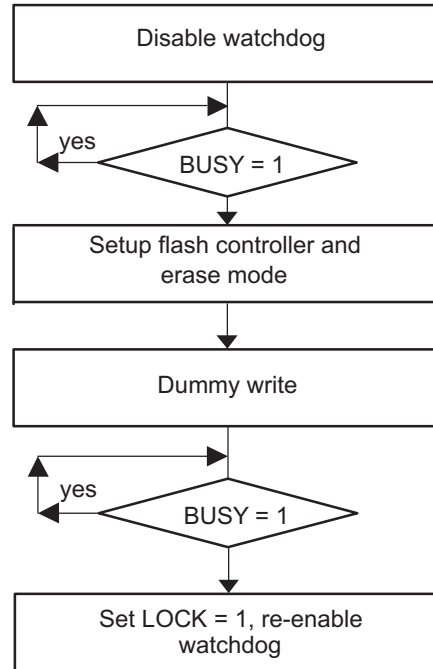 Disable watchdog
yes
BUSY = 1
Setup flash controller and
erase mode
Dummy write
yes
BUSY = 1
Set LOCK = 1, re-enable
watchdog